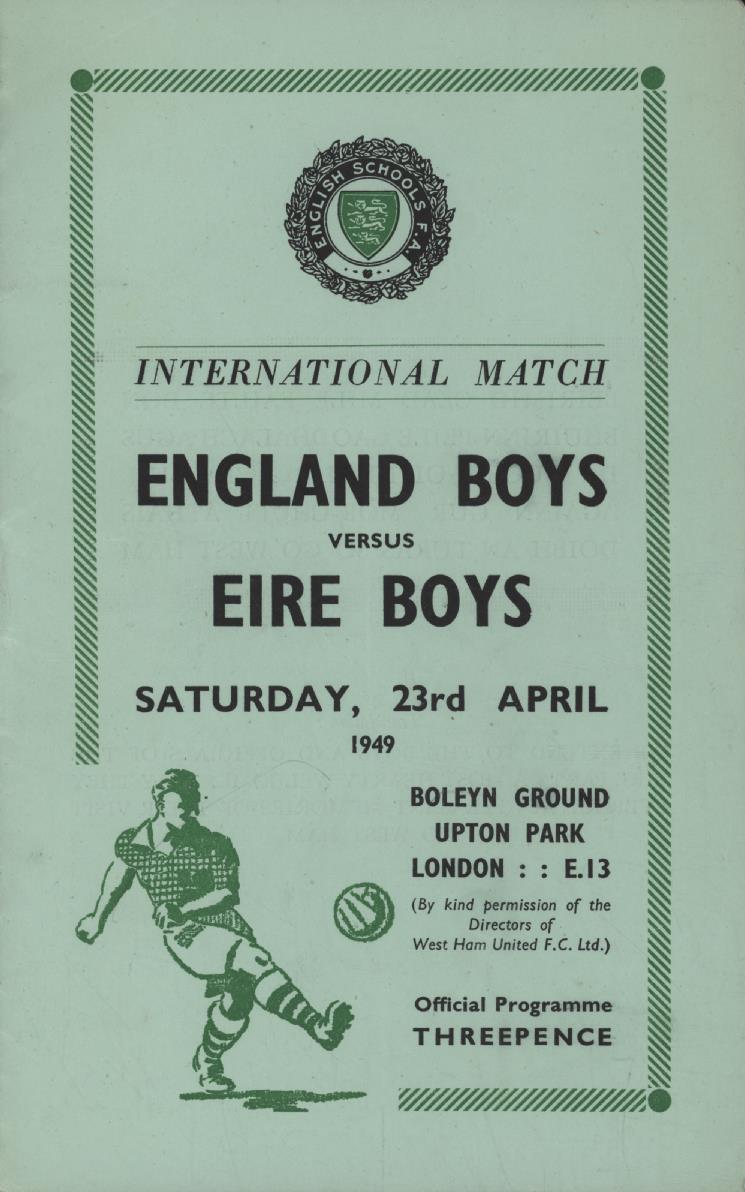 ENGLISH SCHOOLS F.A.
INTERNATIONAL MATCH
ENGLAND BOYS
VERSUS
EIRE BOYS
SATURDAY, 23rd APRIL
1949
BOLEYN GROUND
UPTON PARK
LONDON : : E.13
(By kind permission of the
Directors of
West Ham United F.C. Ltd.)
Official Programme
THREEPENCE